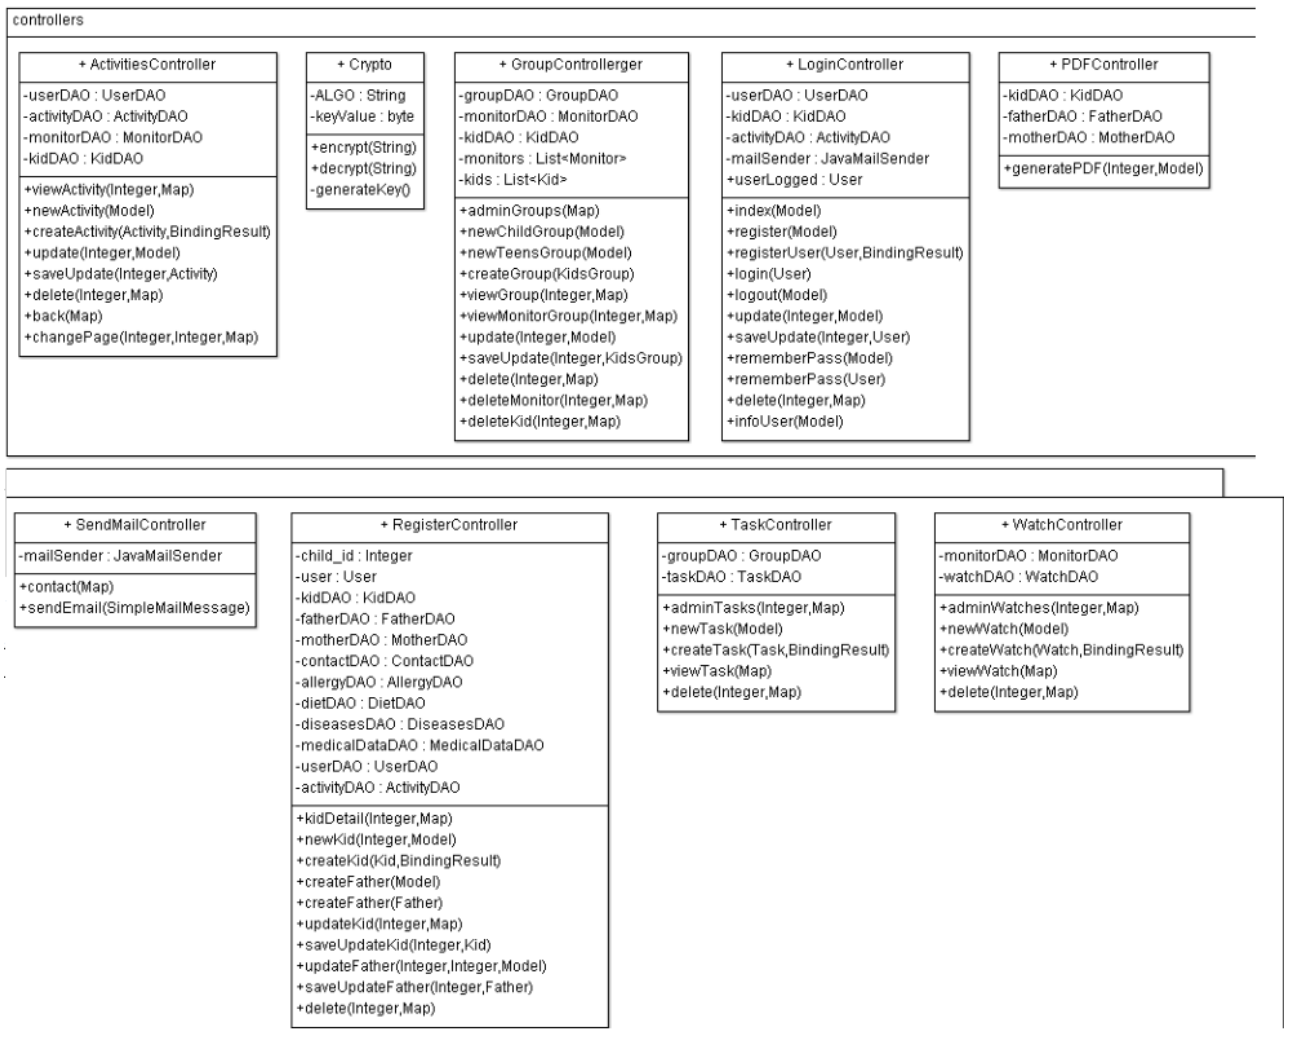 controllers
+ ActivitiesController
-userDAO : UserDAO
-activityDAO : ActivityDAO
-monitorDAO : MonitorDAO
-kidDAO : KidDAO
+viewActivity(Integer,Map)
+newActivity(Model)
+createActivity(Activity,BindingResult)
+update(Integer,Model)
+saveUpdate(Integer,Activity)
+delete(Integer,Map)
+back(Map)
+changePage(Integer,Integer,Map)
+ Crypto
-ALGO : String
-keyValue : byte
+encrypt(String)
+decrypt(String)
-generateKey()
+ GroupControllerger
-groupDAO : GroupDAO
-monitorDAO : MonitorDAO
-kidDAO : KidDAO
-monitors : List<Monitor>
-kids : List<Kid>
+adminGroups(Map)
+newChildGroup(Model)
+newTeensGroup(Model)
+createGroup(KidsGroup)
+viewGroup(Integer,Map)
+viewMonitorGroup(Integer,Map)
+update(Integer,Model)
+saveUpdate(Integer,KidsGroup)
+delete(Integer,Map)
+deleteMonitor(Integer,Map)
+deleteKid(Integer,Map)
+ LoginController
-userDAO : UserDAO
-kidDAO : KidDAO
-activityDAO : ActivityDAO
-mailSender : JavaMailSender
+userLogged : User
+index(Model)
+register(Model)
+registerUser(User,BindingResult)
+login(User)
+logout(Model)
+update(Integer,Model)
+saveUpdate(Integer,User)
+rememberPass(Model)
+rememberPass(User)
+delete(Integer,Map)
+infoUser(Model)
+ PDFController
-kidDAO : KidDAO
-fatherDAO : FatherDAO
-motherDAO : MotherDAO
+generatePDF(Integer,Model)
+ SendMailController
-mailSender : JavaMailSender
+contact(Map)
+sendEmail(SimpleMailMessage)
+ RegisterController
-child_id : Integer
-user : User
-kidDAO : KidDAO
-fatherDAO : FatherDAO
-motherDAO : MotherDAO
-contactDAO : ContactDAO
-allergyDAO : AllergyDAO
-dietDAO : DietDAO
-diseasesDAO : DiseasesDAO
-medicalDataDAO : MedicalDataDAO
-userDAO : UserDAO
-activityDAO : ActivityDAO
+kidDetail(Integer,Map)
+newKid(Integer,Model)
+createKid(Kid,BindingResult)
+createFather(Model)
+createFather(Father)
+updateKid(Integer,Map)
+saveUpdateKid(Integer,Kid)
+updateFather(Integer,Integer,Model)
+saveUpdateFather(Integer,Father)
+delete(Integer,Map)
+ TaskController
-groupDAO : GroupDAO
-taskDAO : TaskDAO
+adminTasks(Integer,Map)
+newTask(Model)
+createTask(Task,BindingResult)
+viewTask(Map)
+delete(Integer,Map)
+ WatchController
-monitorDAO : MonitorDAO
-watchDAO : WatchDAO
+adminWatches(Integer,Map)
+newWatch(Model)
+createWatch(Watch,BindingResult)
+viewWatch(Map)
+delete(Integer,Map)